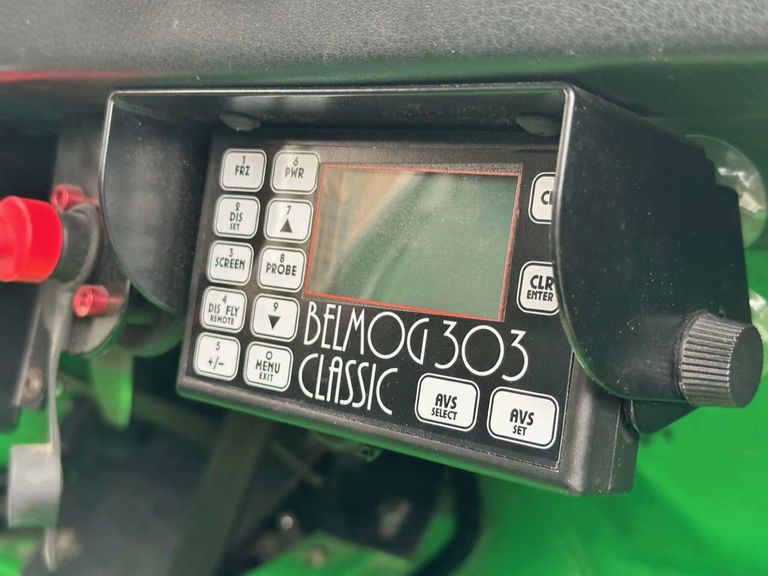 1
FRZ
6
PWR
2
DIS
SET
7
3
SCREEN
8
PROBE
4
DIS FLY
REMOTE
9
5
+/-
0
MENU
EXIT
CLR
ENTER
BELMOG 303
CLASSIC
AVS
SELECT
AVS
SET